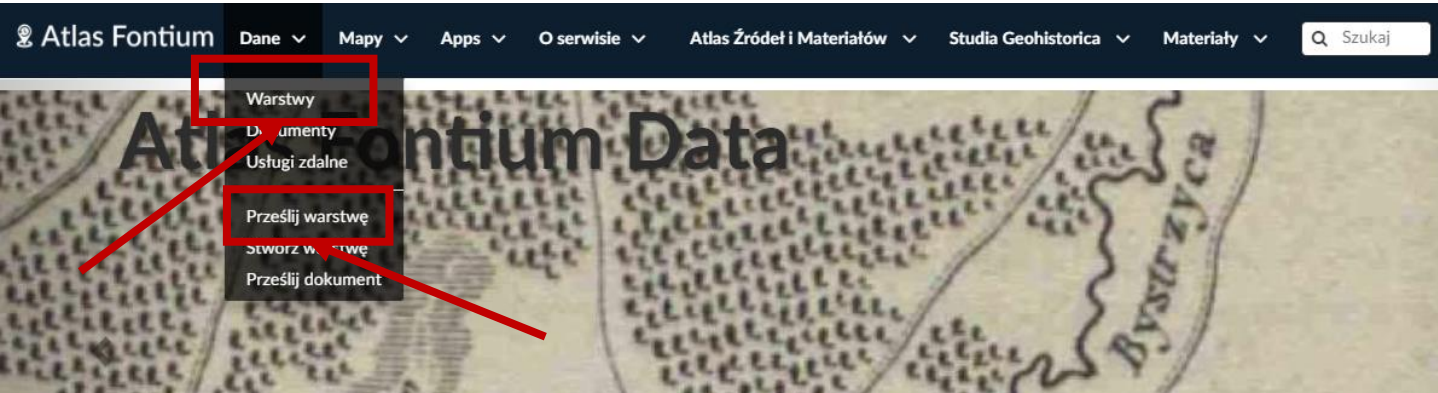 Atlas Fontium Dane Mapy Apps O serwisie Atlas Źródeł i Materiałów Studia Geohistorica Materiały Szukaj
Warstwy
Dokumenty
Atlas Fontium Data
Usługi zdalne
Prześlij warstwę
Stwórz warstwę
Prześlij dokument
Bystrzyca